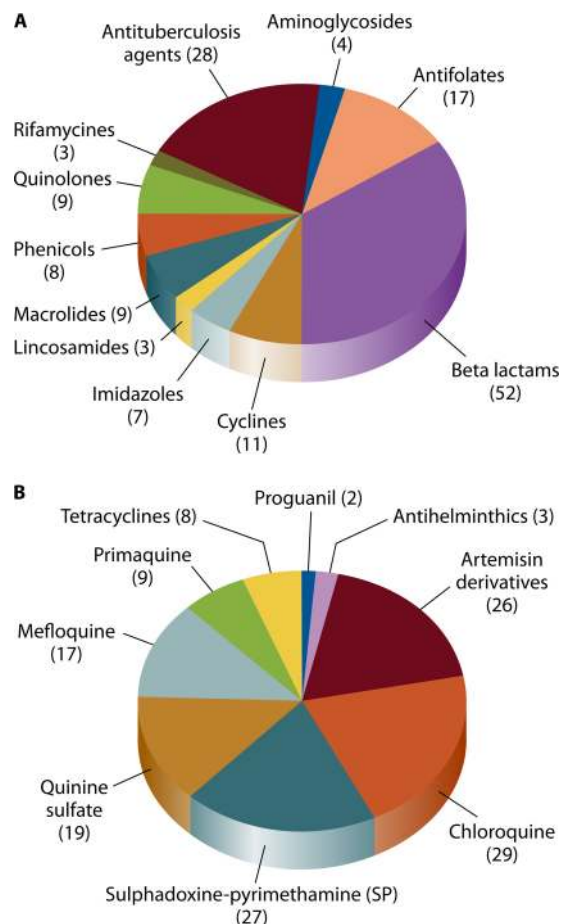 A
Antituberculosis
agents (28)
Aminoglycosides
(4)
Antifolates
(17)
Rifamycines
(3)
Quinolones
(9)
Phenicols
(8)
Macrolides (9)
Lincosamides (3)
Imidazoles
(7)
Cyclines
(11)
Beta lactams
(52)
B
Tetracyclines (8)
Proguanil (2)
Antihelminthics (3)
Primaquine
(9)
Artemisin
derivatives
(26)
Mefloquine
(17)
Quinine
sulfate
(19)
Chloroquine
(29)
Sulphadoxine-pyrimethamine (SP)
(27)